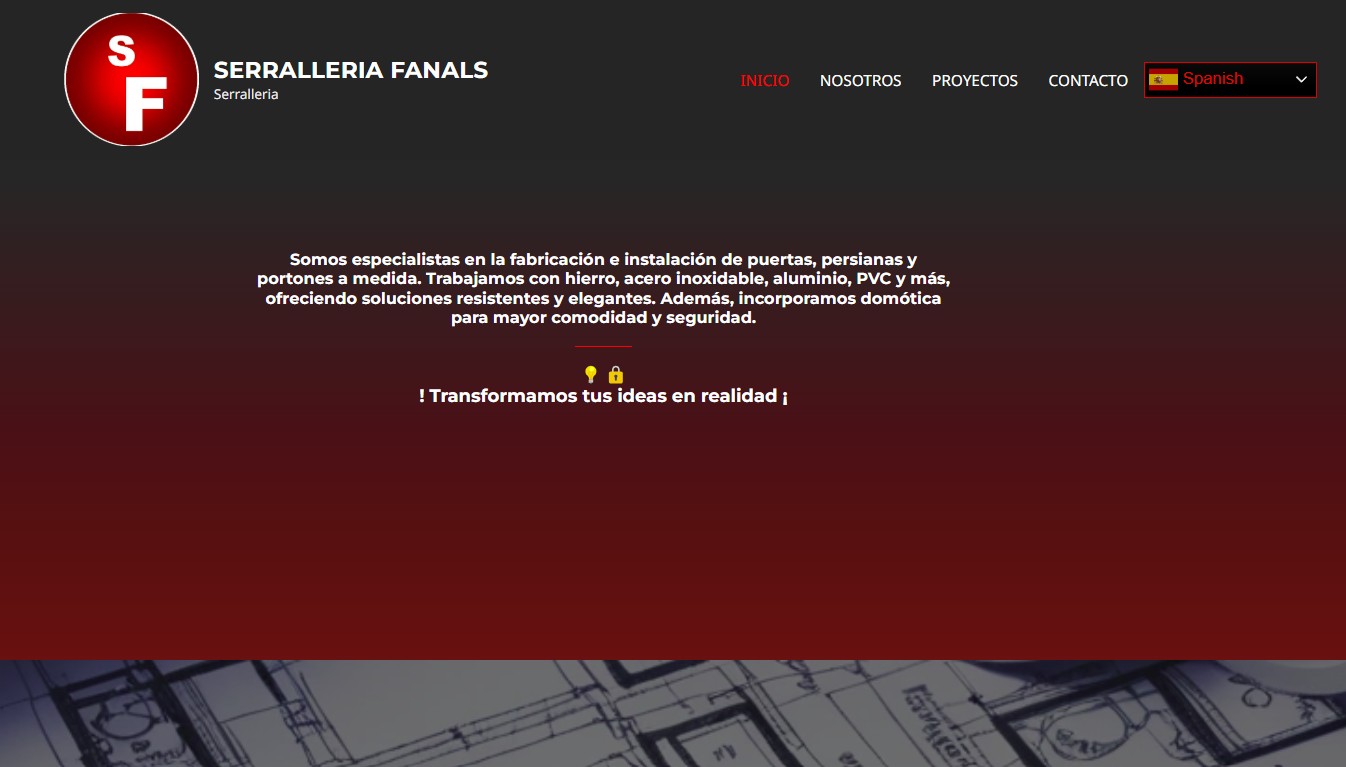 S
F
SERRALLERIA FANALS
Serralleria
INICIO NOSOTROS PROYECTOS CONTACTO Spanish
Somos especialistas en la fabricación e instalación de puertas, persianas y
portones a medida. Trabajamos con hierro, acero inoxidable, aluminio, PVC y más,
ofreciendo soluciones resistentes y elegantes. Además, incorporamos domótica
para mayor comodidad y seguridad.
💡 🔒
! Transformamos tus ideas en realidad ¡